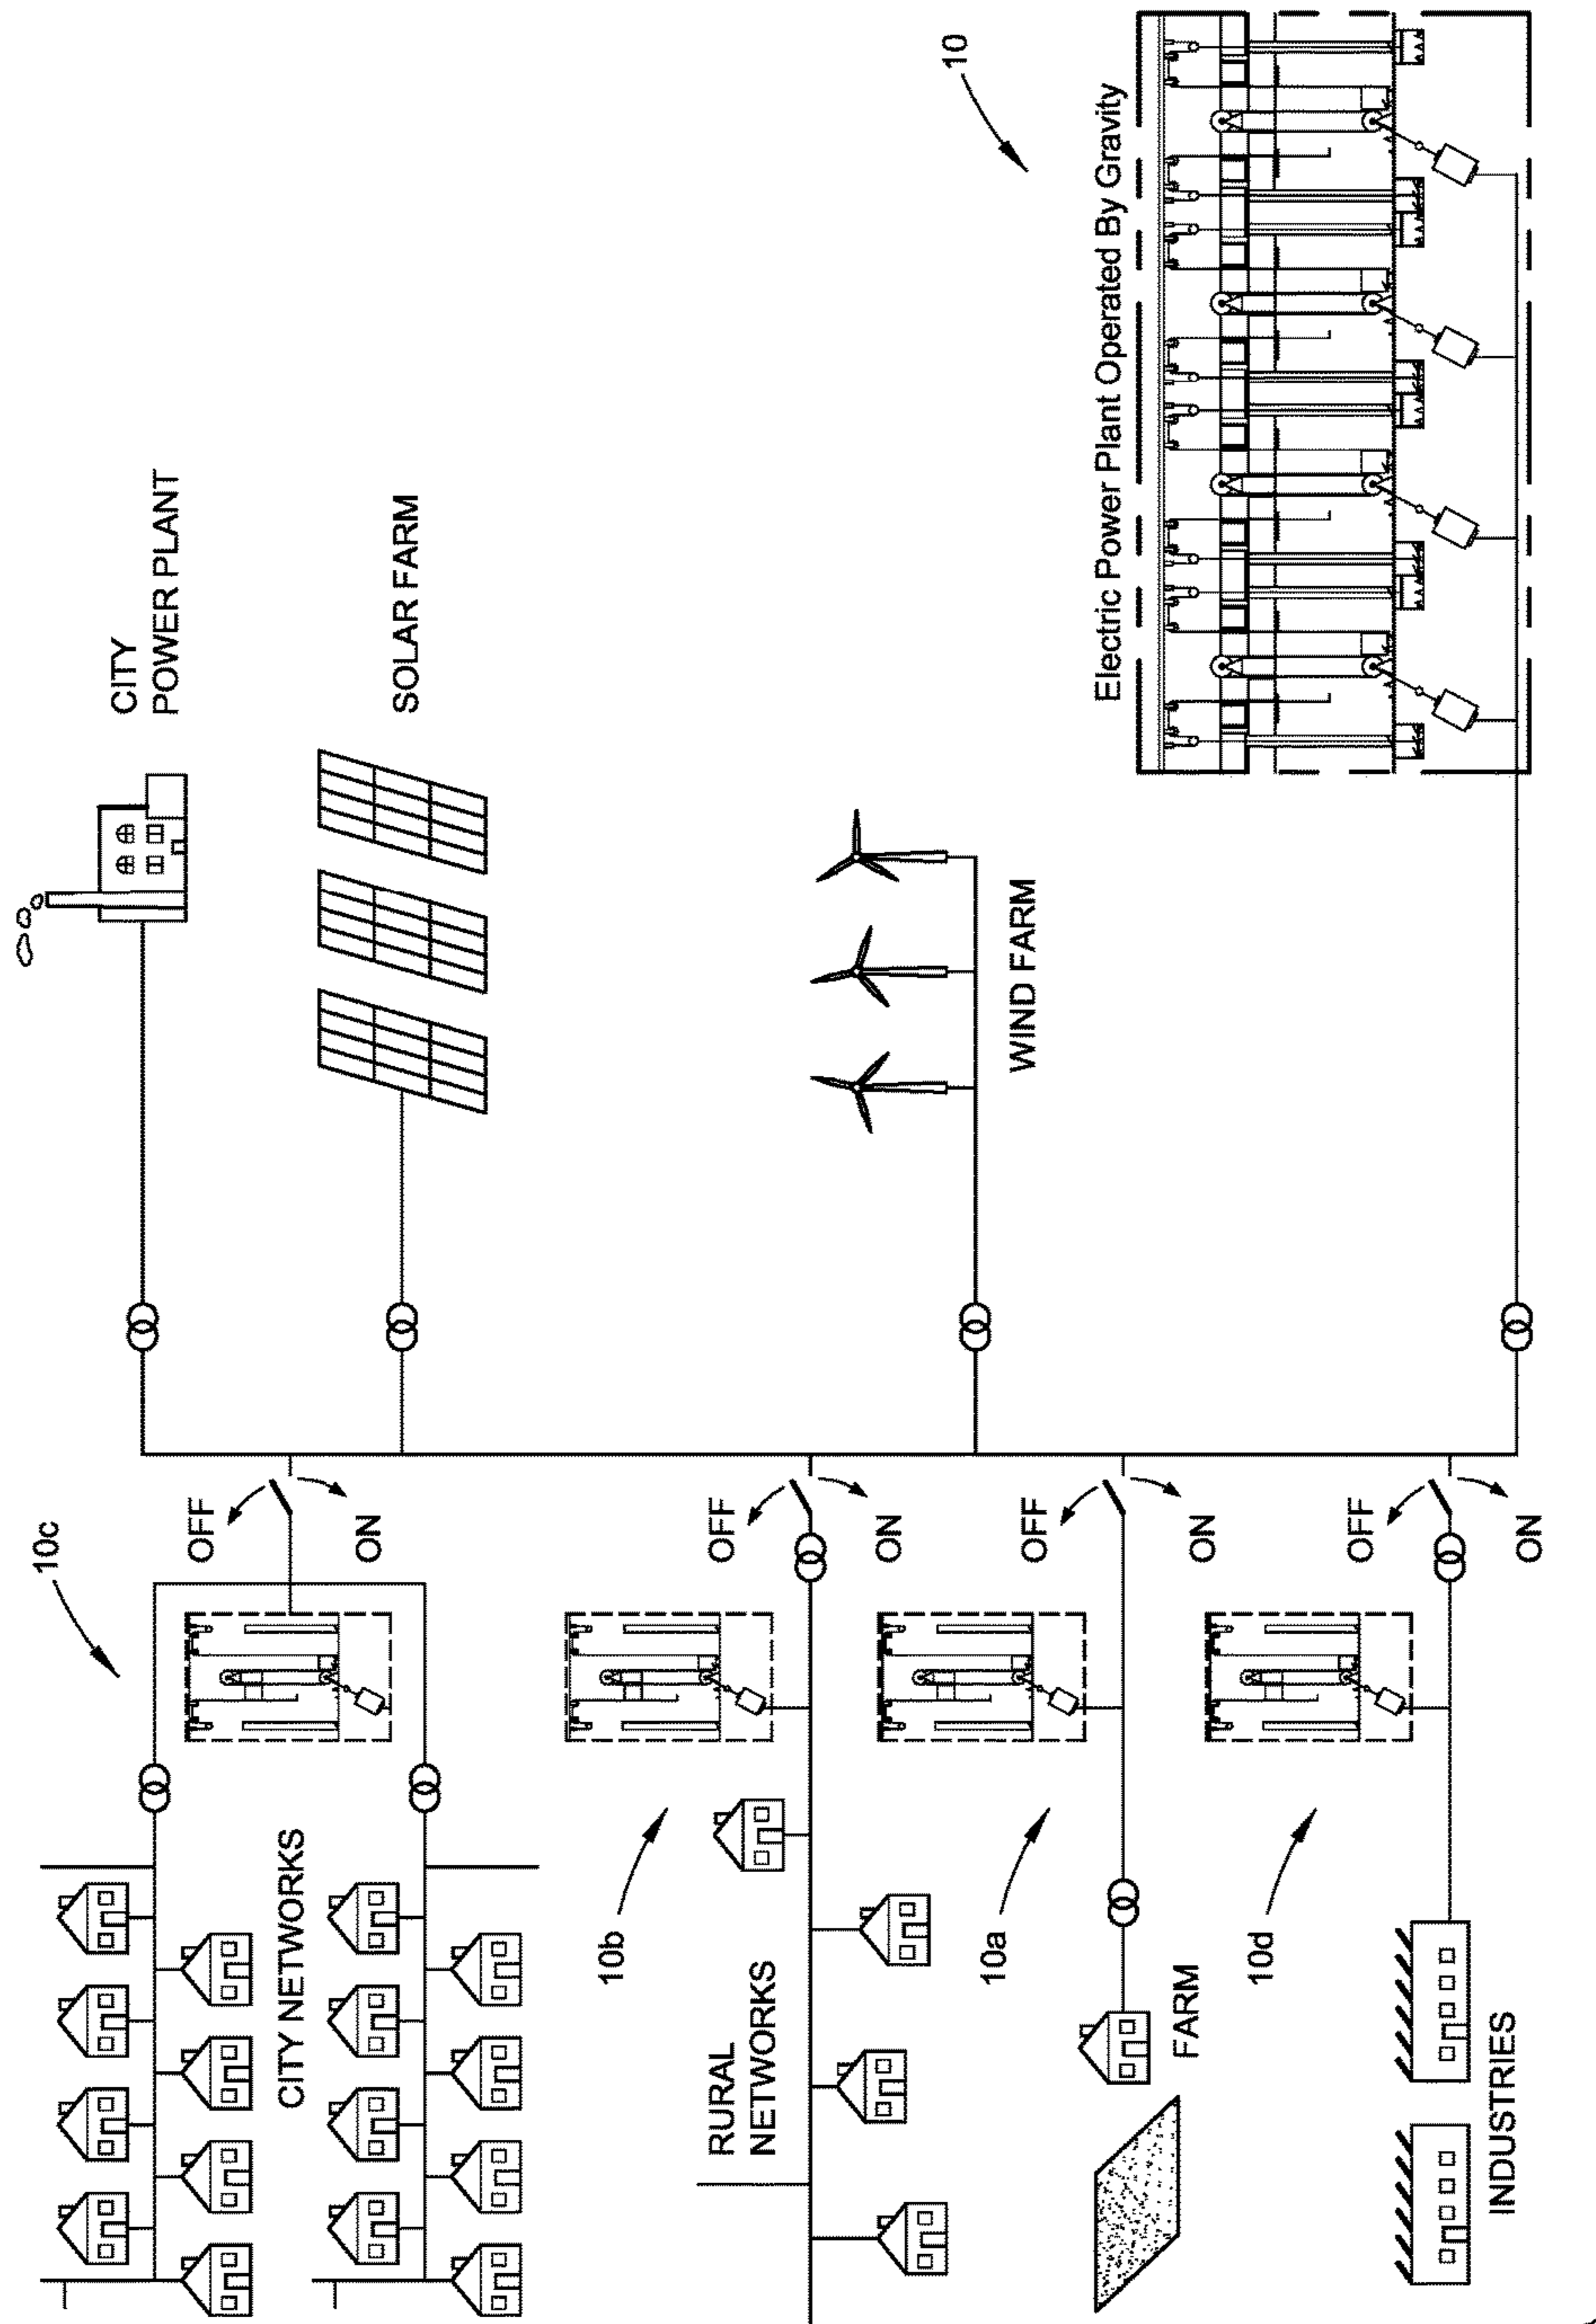 10c
OFF
ON
CITY NETWORKS
CITY
POWER PLANT
SOLAR FARM
10b
RURAL
NETWORKS
OFF
ON
WIND FARM
10a
FARM
OFF
ON
10d
INDUSTRIES
OFF
ON
10
Electric Power Plant Operated By Gravity